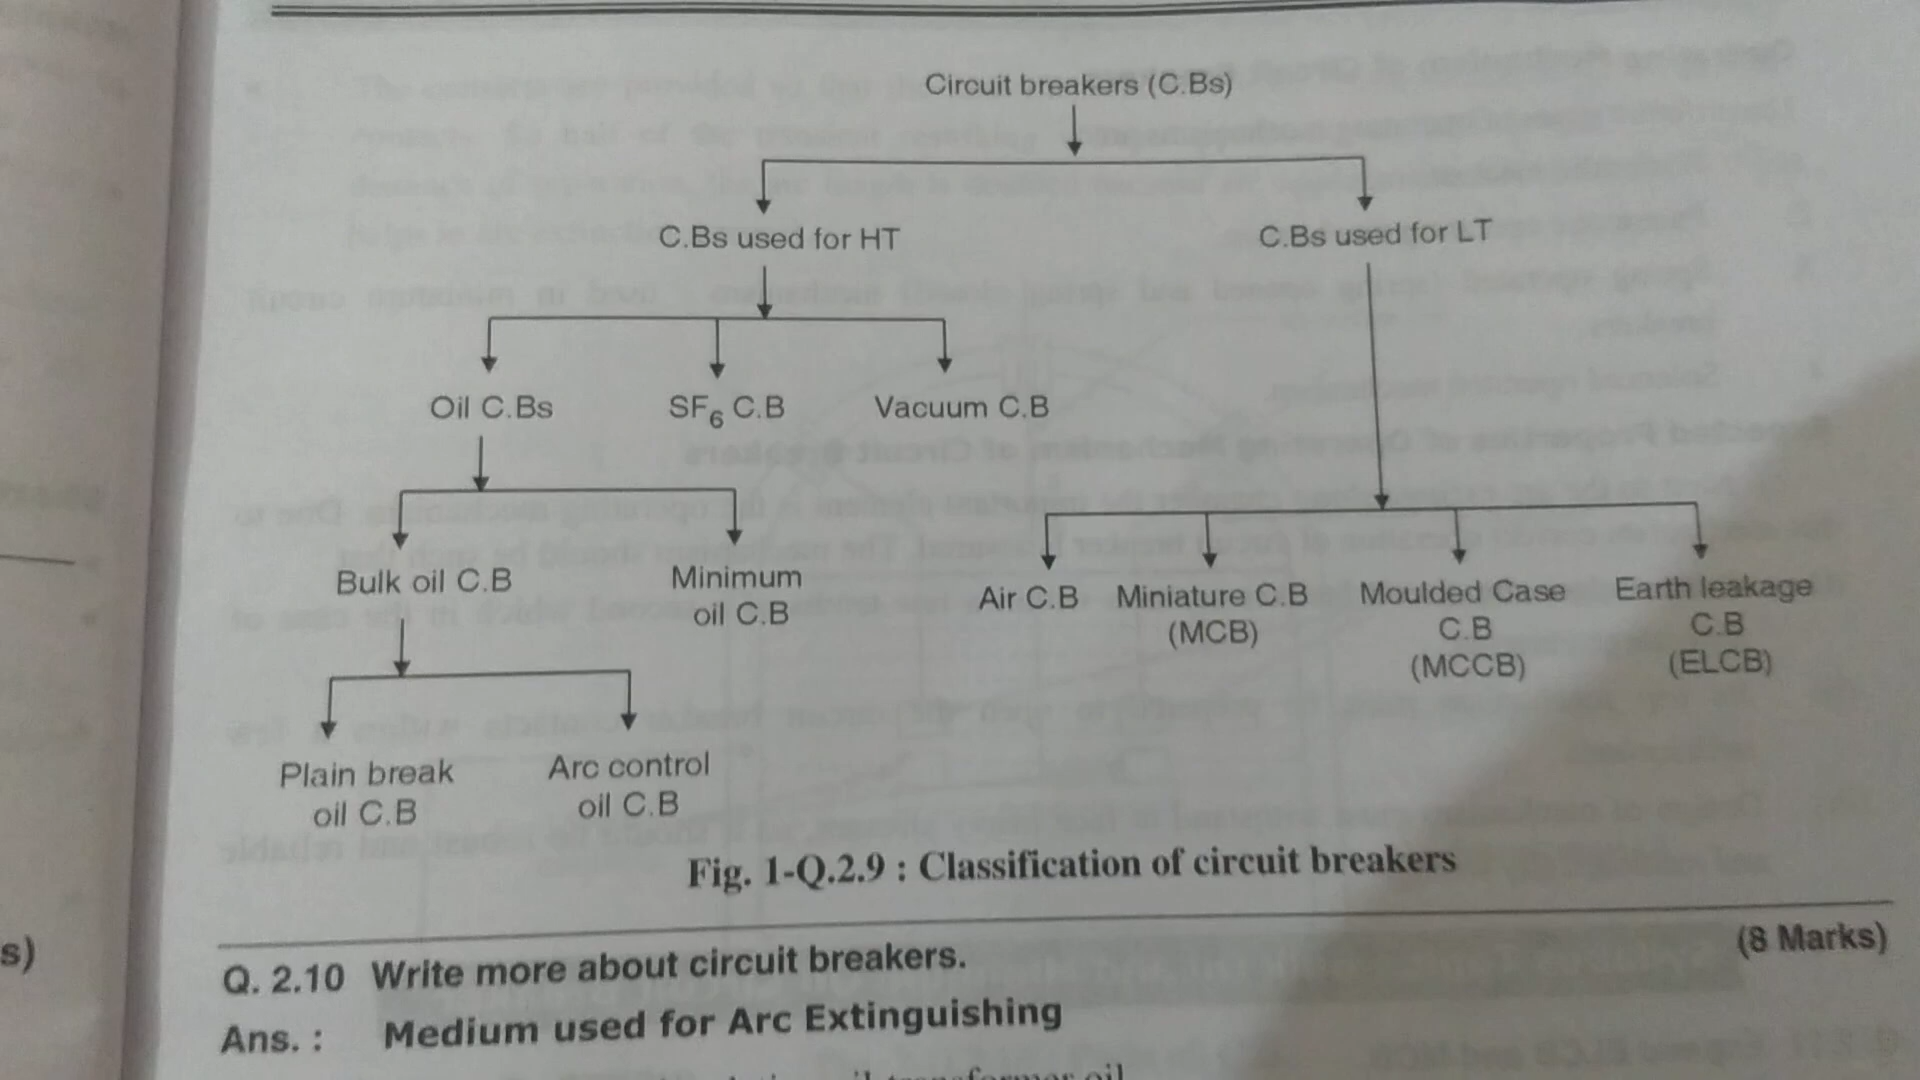 Circuit breakers (C.Bs)
C.Bs used for HT
C.Bs used for LT
Oil C.Bs
SF6 C.B
Vacuum C.B
Bulk oil C.B
Minimum
oil C.B
Air C.B
Miniature C.B
(MCB)
Moulded Case
C.B
(MCCB)
Earth leakage
C.B
(ELCB)
Plain break
oil C.B
Arc control
oil C.B
Fig. 1-Q.2.9 : Classification of circuit breakers
s)
Q. 2.10 Write more about circuit breakers. (8 Marks)
Ans. : Medium used for Arc Extinguishing
transformer oil